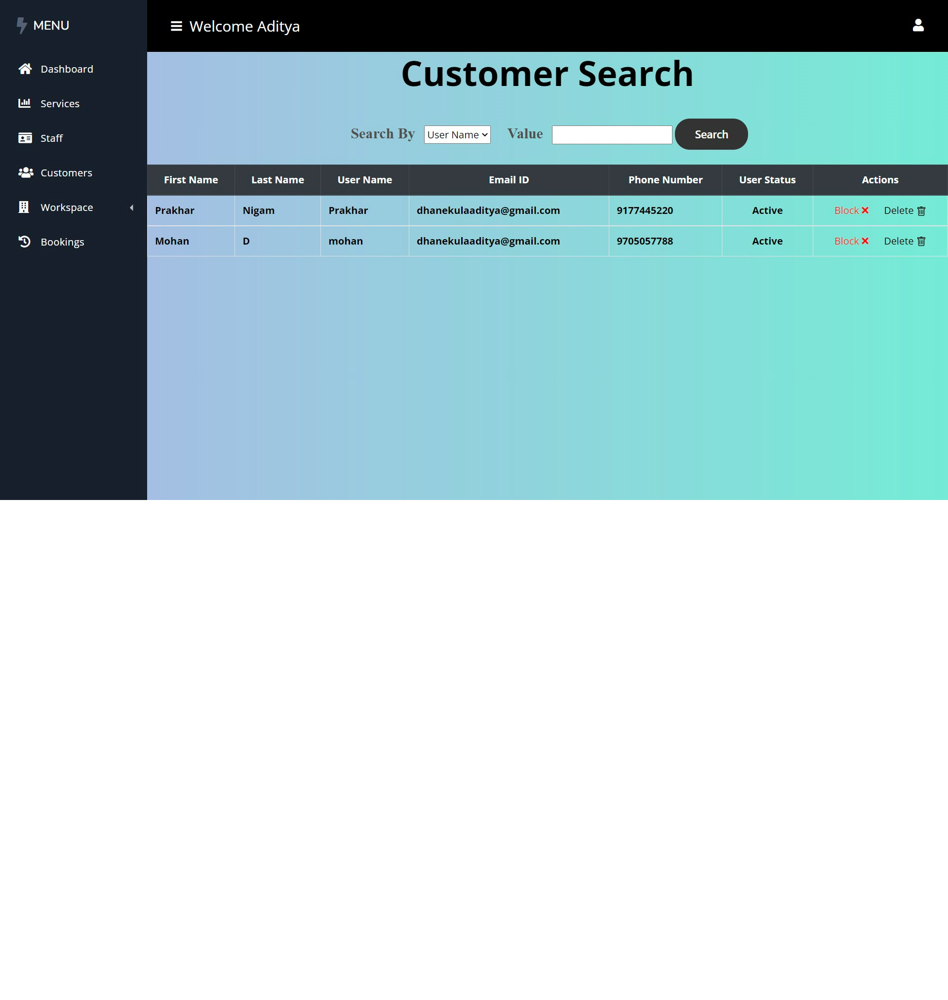 MENU
Dashboard
Services
Staff
Customers
Workspace
Bookings
Welcome Aditya
Customer Search
Search By User Name Value Search
First Name Last Name User Name Email ID Phone Number User Status Actions
Prakhar Nigam Prakhar dhanekulaaditya@gmail.com 9177445220 Active Block Delete
Mohan D mohan dhanekulaaditya@gmail.com 9705057788 Active Block Delete